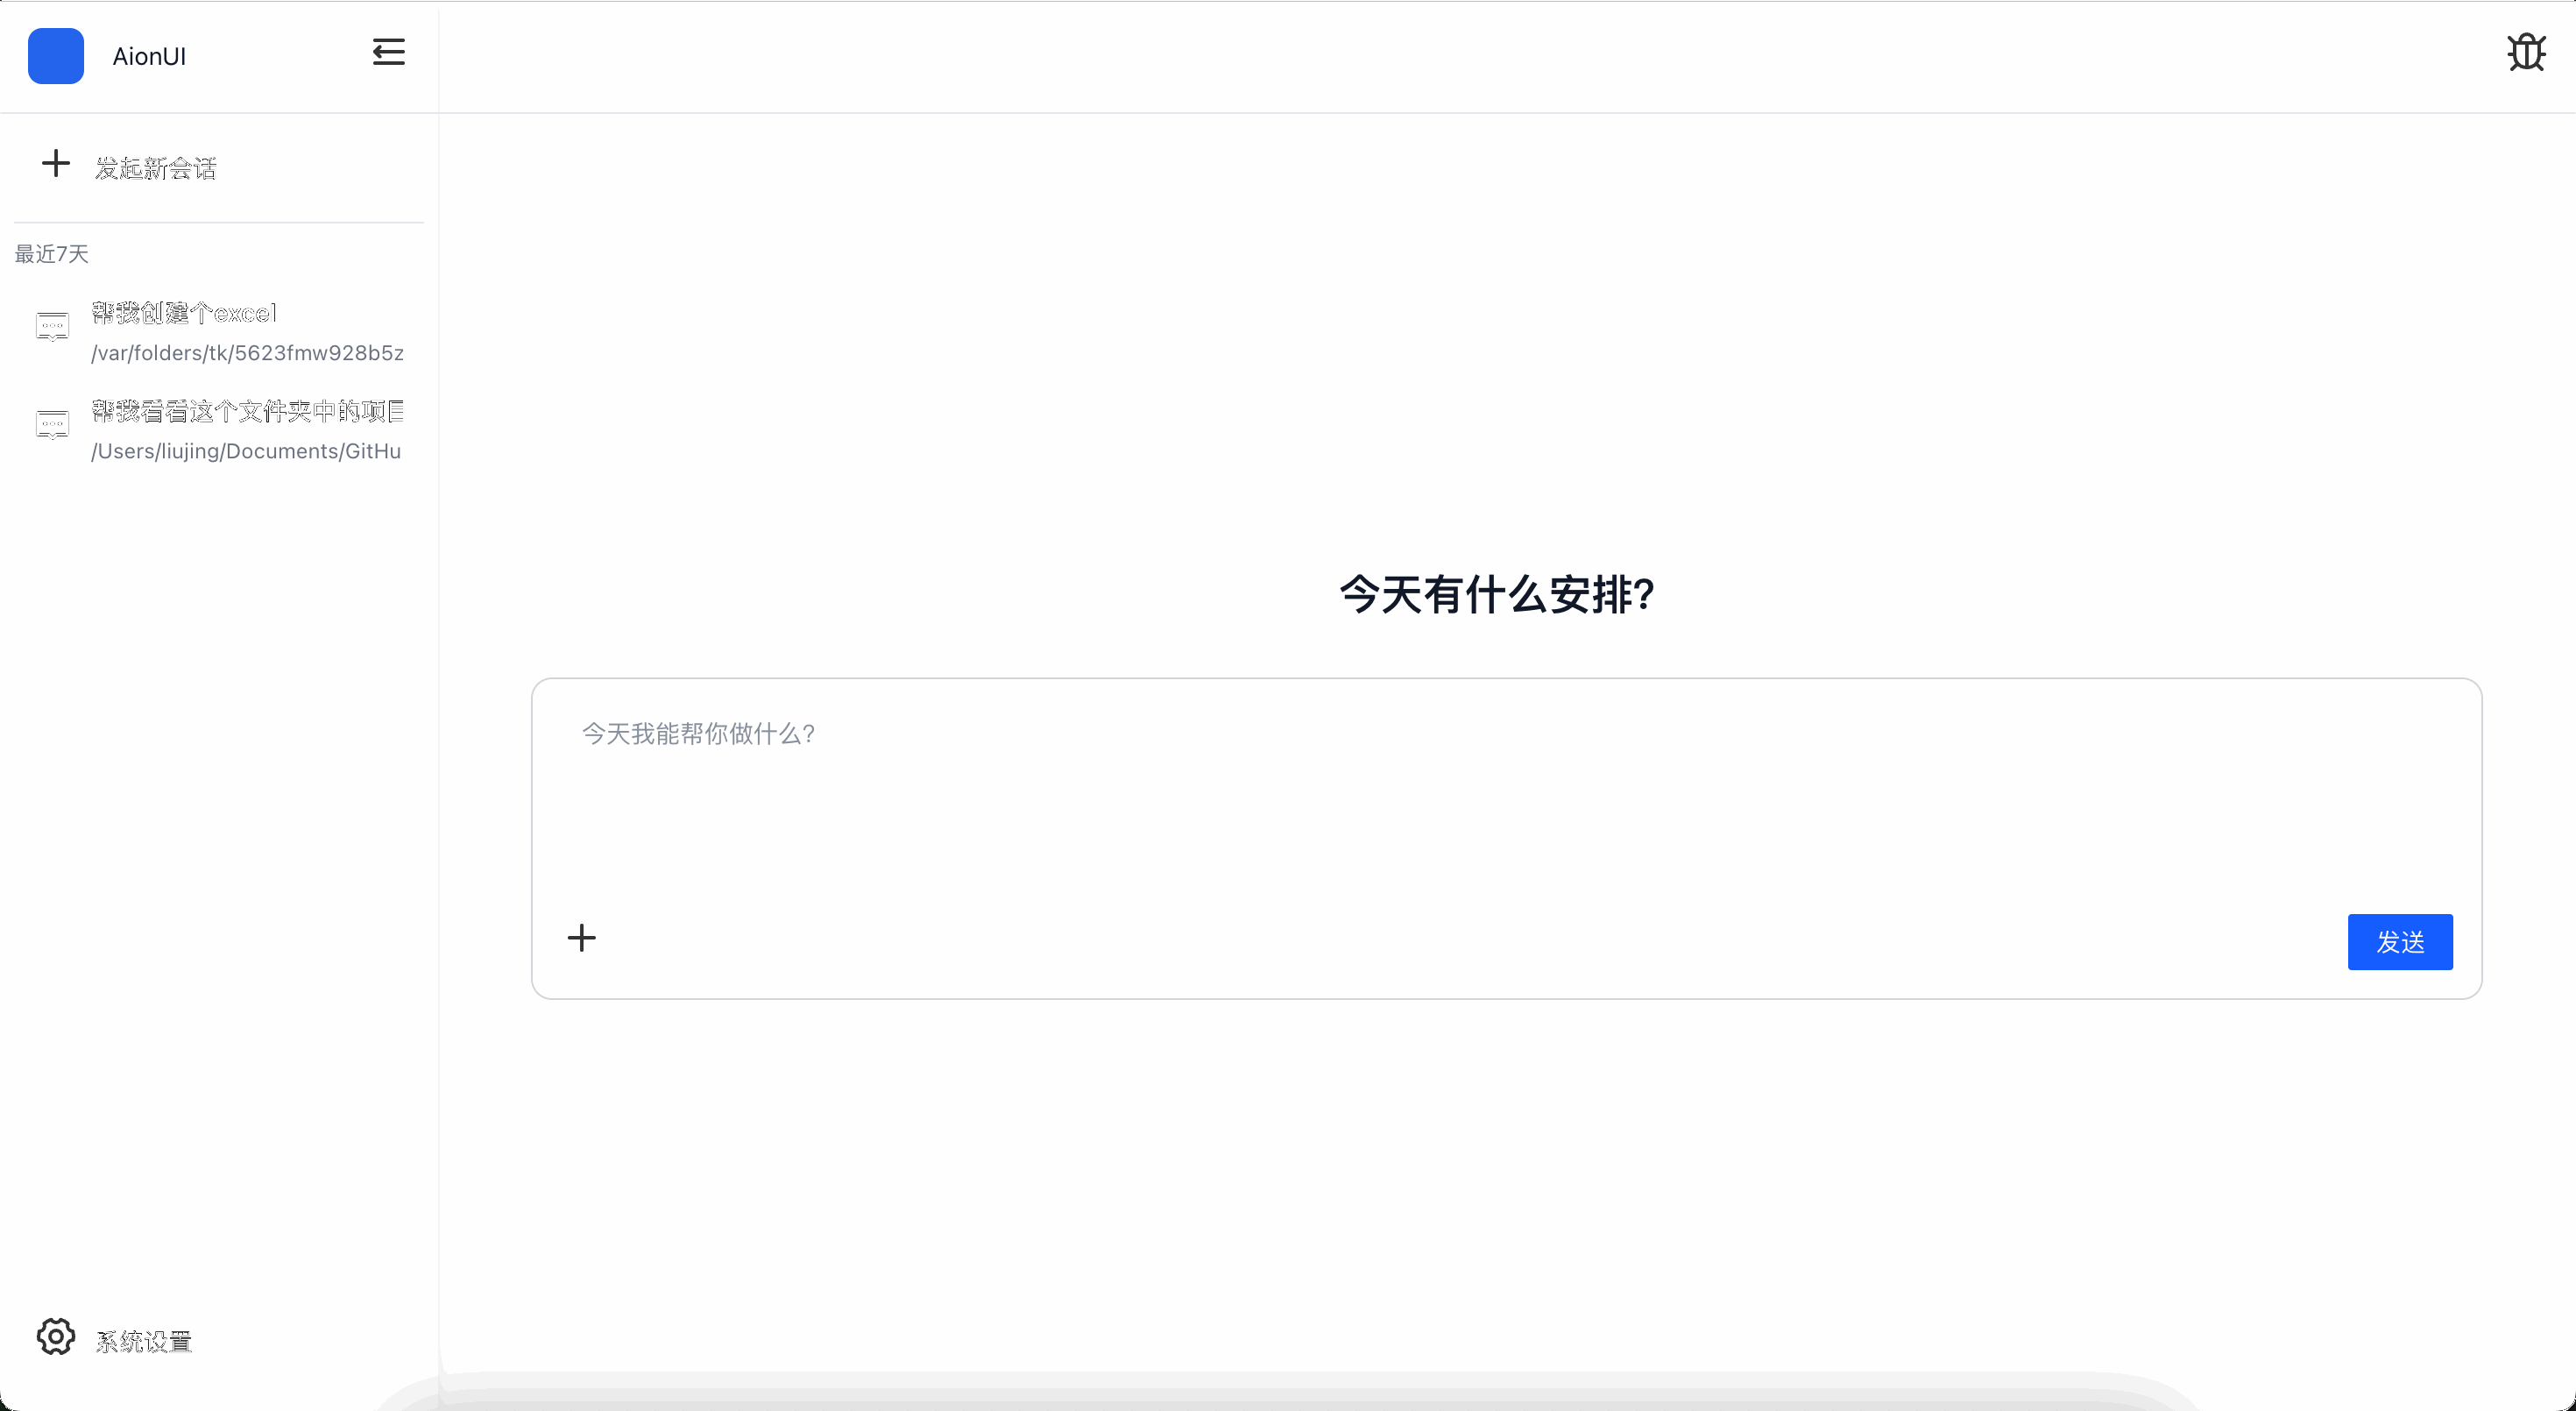 AionUI
发起新会话
最近7天
帮我创建个excel
/var/folders/tk/5623fmw928b5z
帮我看看这个文件夹中的项目
/Users/liujing/Documents/GitHu
今天有什么安排?
今天我能帮你做什么?
发送
系统设置